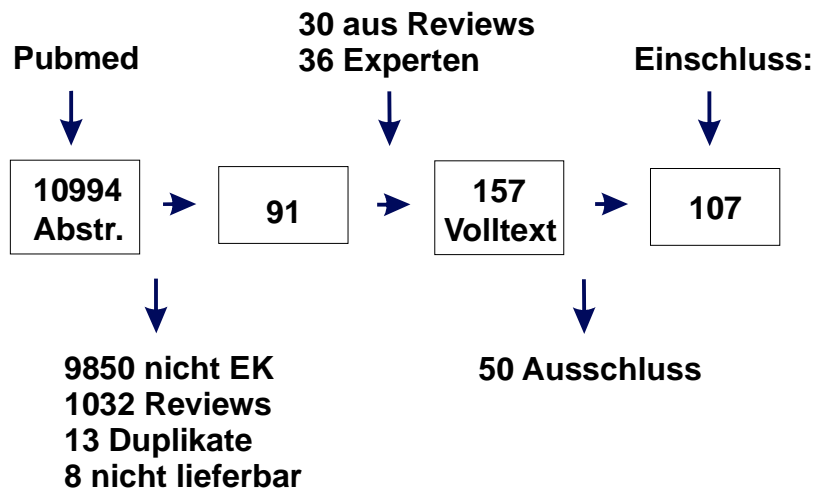 30 aus Reviews
36 Experten
Pubmed
Einschluss:
10994
Abstr.
91
157
Volltext
107
9850 nicht EK
1032 Reviews
13 Duplikate
8 nicht lieferbar
50 Ausschluss